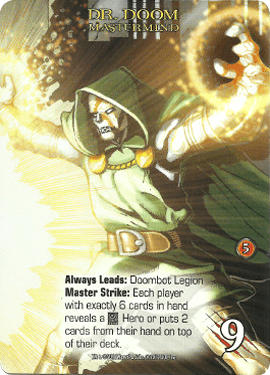 DR. DOOM
MASTERMIND
5
Always Leads: Doombot Legion
Master Strike: Each player
with exactly 6 cards in hand
reveals a Hero or puts 2
cards from their hand on top
of their deck.
9